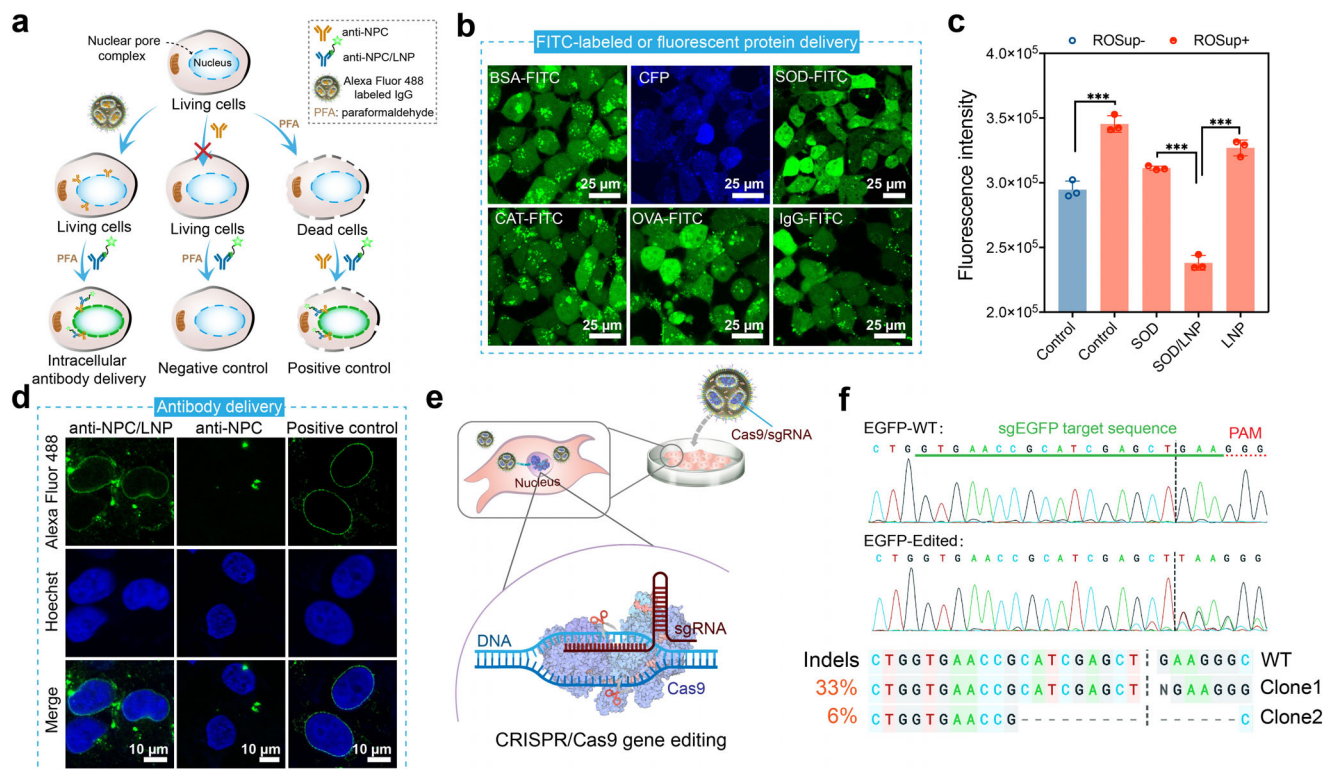 a
Nuclear pore
complex
Nucleus
Living cells
anti-NPC
anti-NPC/LNP
Alexa Fluor 488
labeled IgG
PFA: paraformaldehyde
PFA
Living cells
Living cells
Dead cells
PFA
PFA
Intracellular
antibody delivery
Negative control
Positive control
b
FITC-labeled or fluorescent protein delivery
BSA-FITC
25 µm
CFP
25 µm
SOD-FITC
25 µm
CAT-FITC
25 µm
OVA-FITC
25 µm
IgG-FITC
25 µm
c
ROSup-
ROSup+
Fluorescence intensity
4.0×10⁵
3.5×10⁵
3.0×10⁵
2.5×10⁵
2.0×10⁵
***
***
***
Control
Control
SOD
SOD/LNP
LNP
d
Antibody delivery
anti-NPC/LNP
anti-NPC
Positive control
Alexa Fluor 488
Hoechst
Merge
10 µm
10 µm
10 µm
e
Cas9/sgRNA
Nucleus
DNA
sgRNA
Cas9
CRISPR/Cas9 gene editing
f
EGFP-WT:
sgEGFP target sequence
PAM
C T G G T G A A C C G C A T C G A G C T G A A G G G
EGFP-Edited:
C T G G T G A A C C G C A T C G A G C T T A A G G G
Indels
CTGGTGAACCGCATCGAGCT GAAGGGC WT
33% CTGGTGAACCGCATCGAGCT NGAAGGG Clone1
6% CTGGTGAACCG---------- ------C Clone2